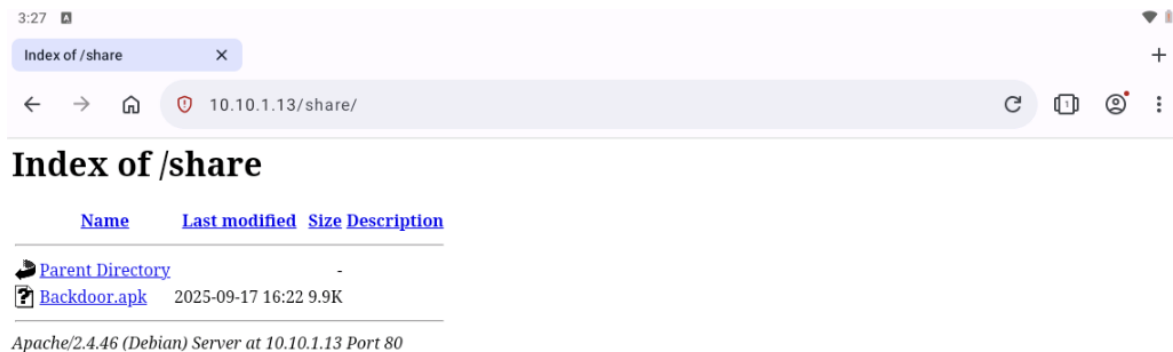 3:27
Index of /share
10.10.1.13/share/
1
Index of /share
Name Last modified Size Description
Parent Directory -
Backdoor.apk 2025-09-17 16:22 9.9K
Apache/2.4.46 (Debian) Server at 10.10.1.13 Port 80